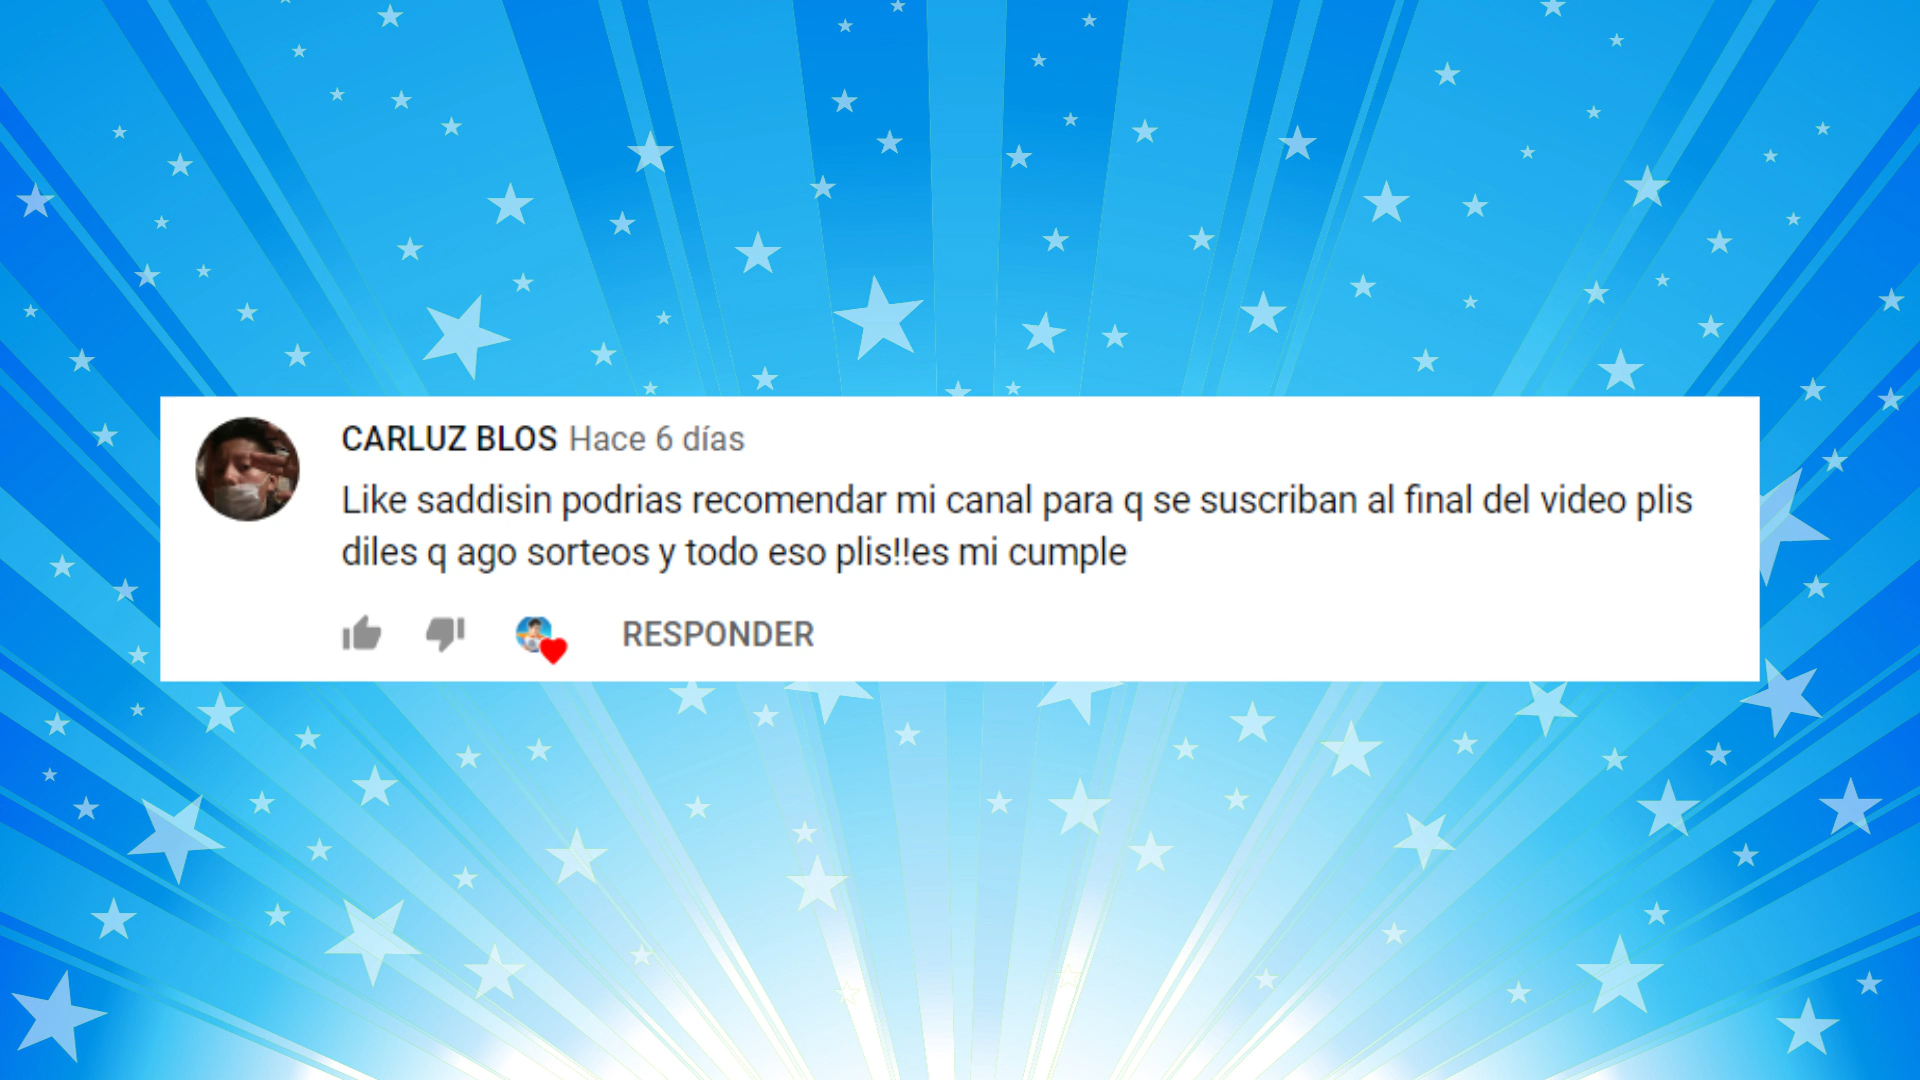 CARLUZ BLOS Hace 6 días
Like saddisin podrias recomendar mi canal para q se suscriban al final del video plis
diles q ago sorteos y todo eso plis!!es mi cumple
RESPONDER